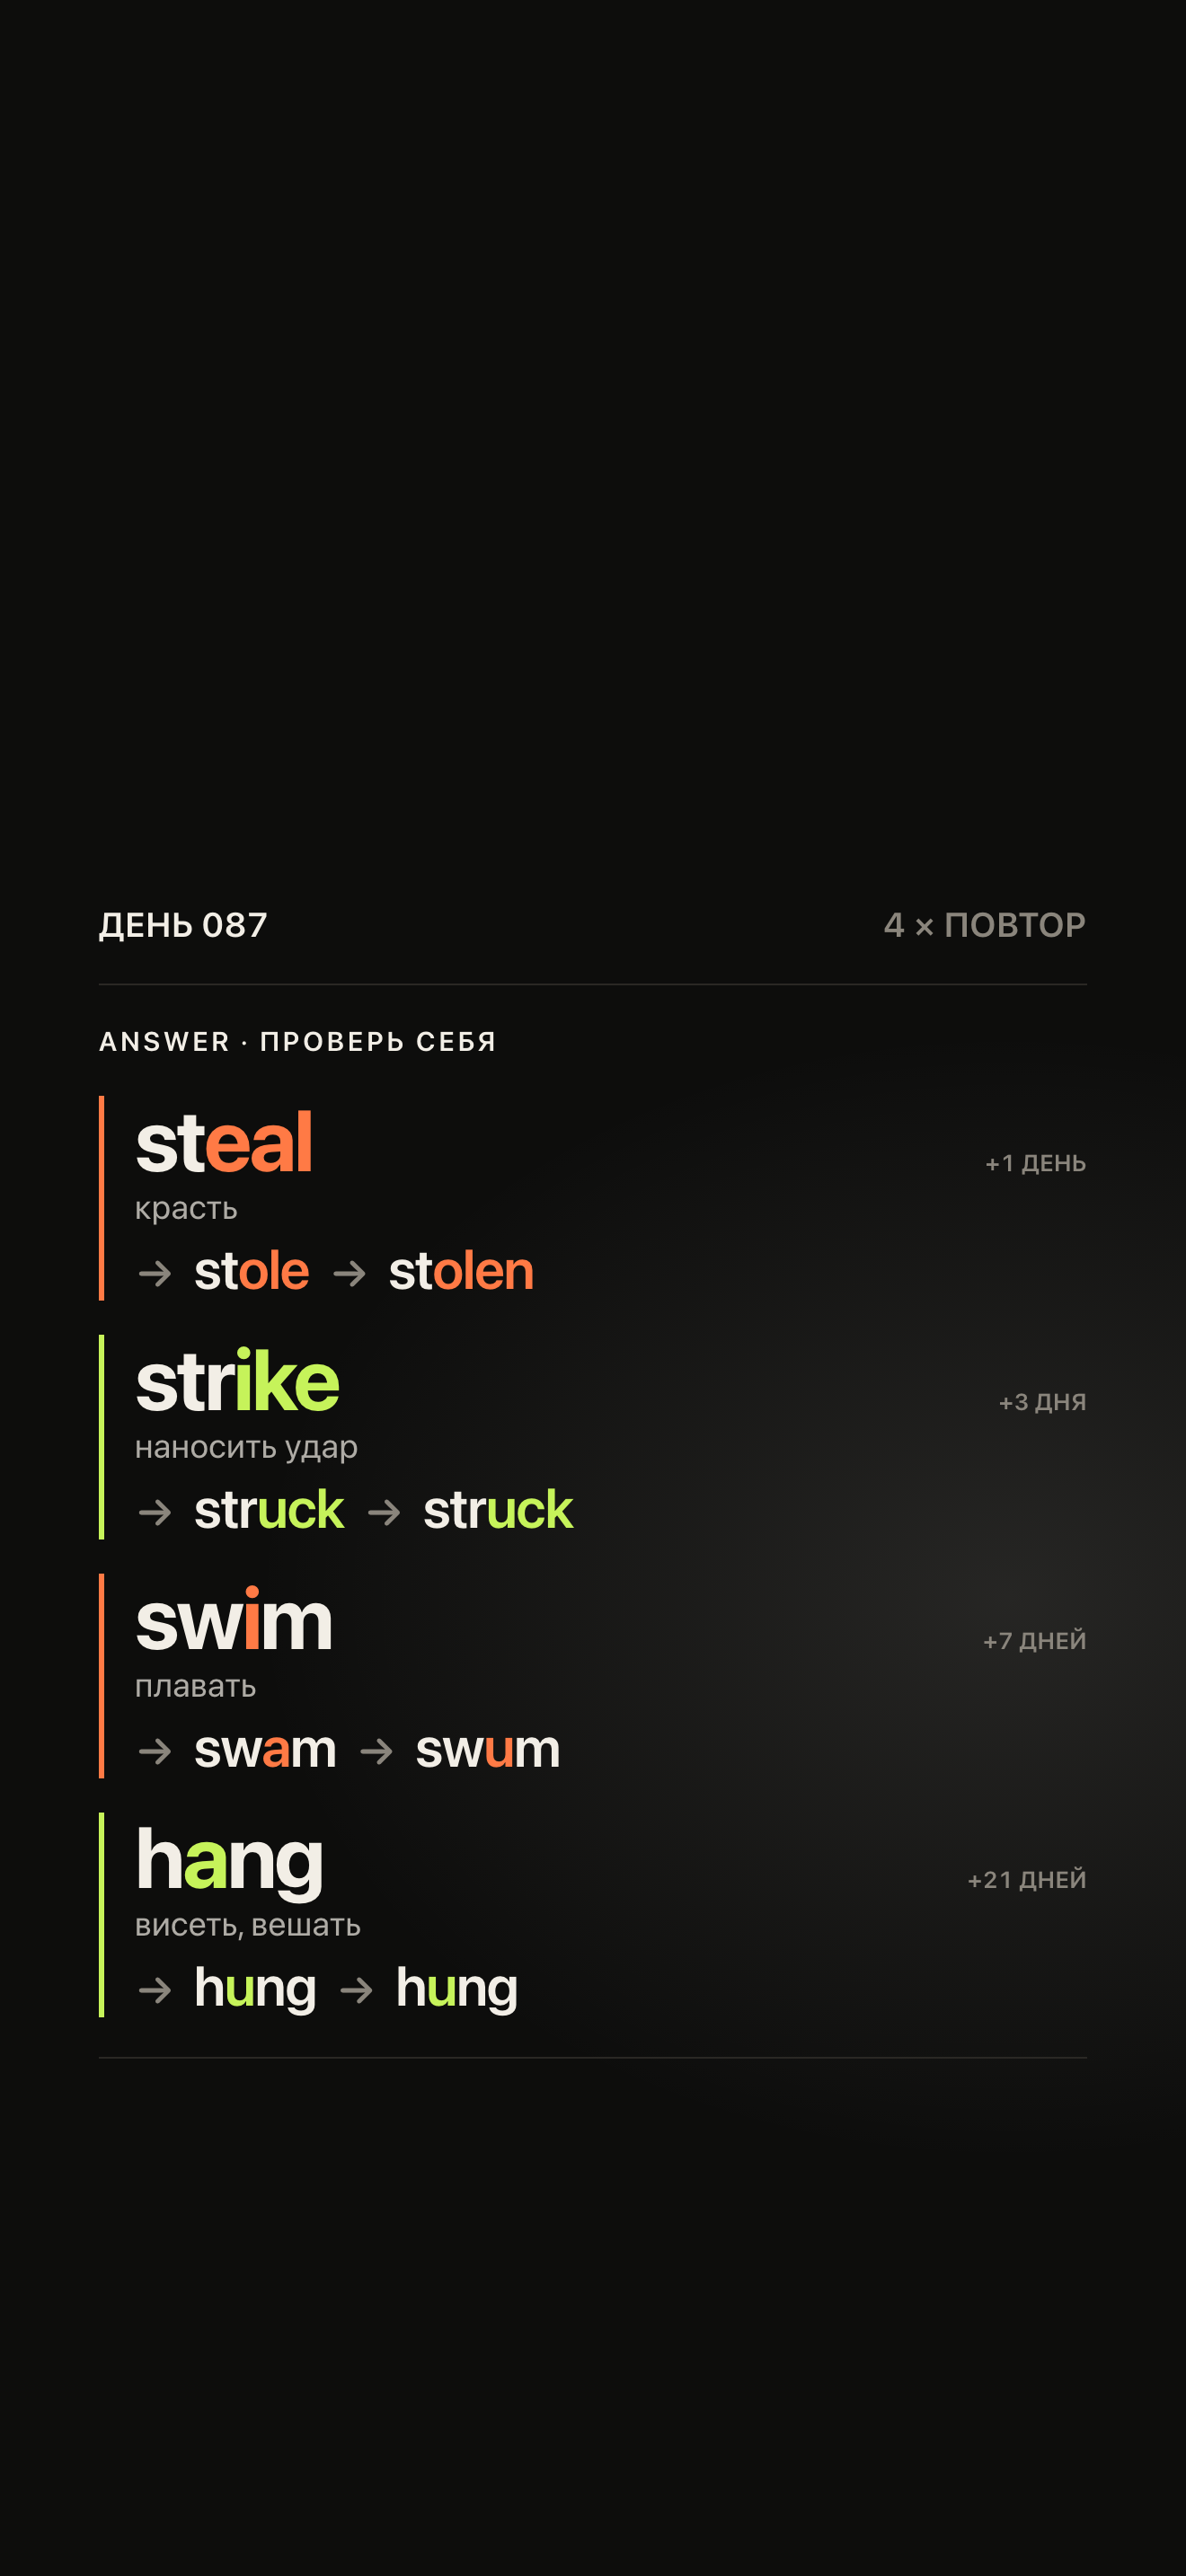 ДЕНЬ 087 4 × ПОВТОР
ANSWER · ПРОВЕРЬ СЕБЯ
steal
+1 ДЕНЬ
красть
→ stole → stolen
strike
+3 ДНЯ
наносить удар
→ struck → struck
swim
+7 ДНЕЙ
плавать
→ swam → swum
hang
+21 ДНЕЙ
висеть, вешать
→ hung → hung